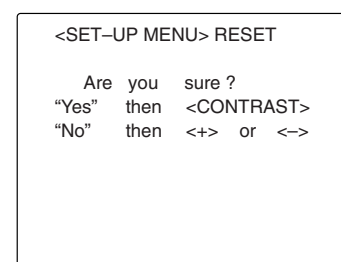 <SET–UP MENU> RESET
Are you sure ?
“Yes” then <CONTRAST>
“No” then <+> or <–>